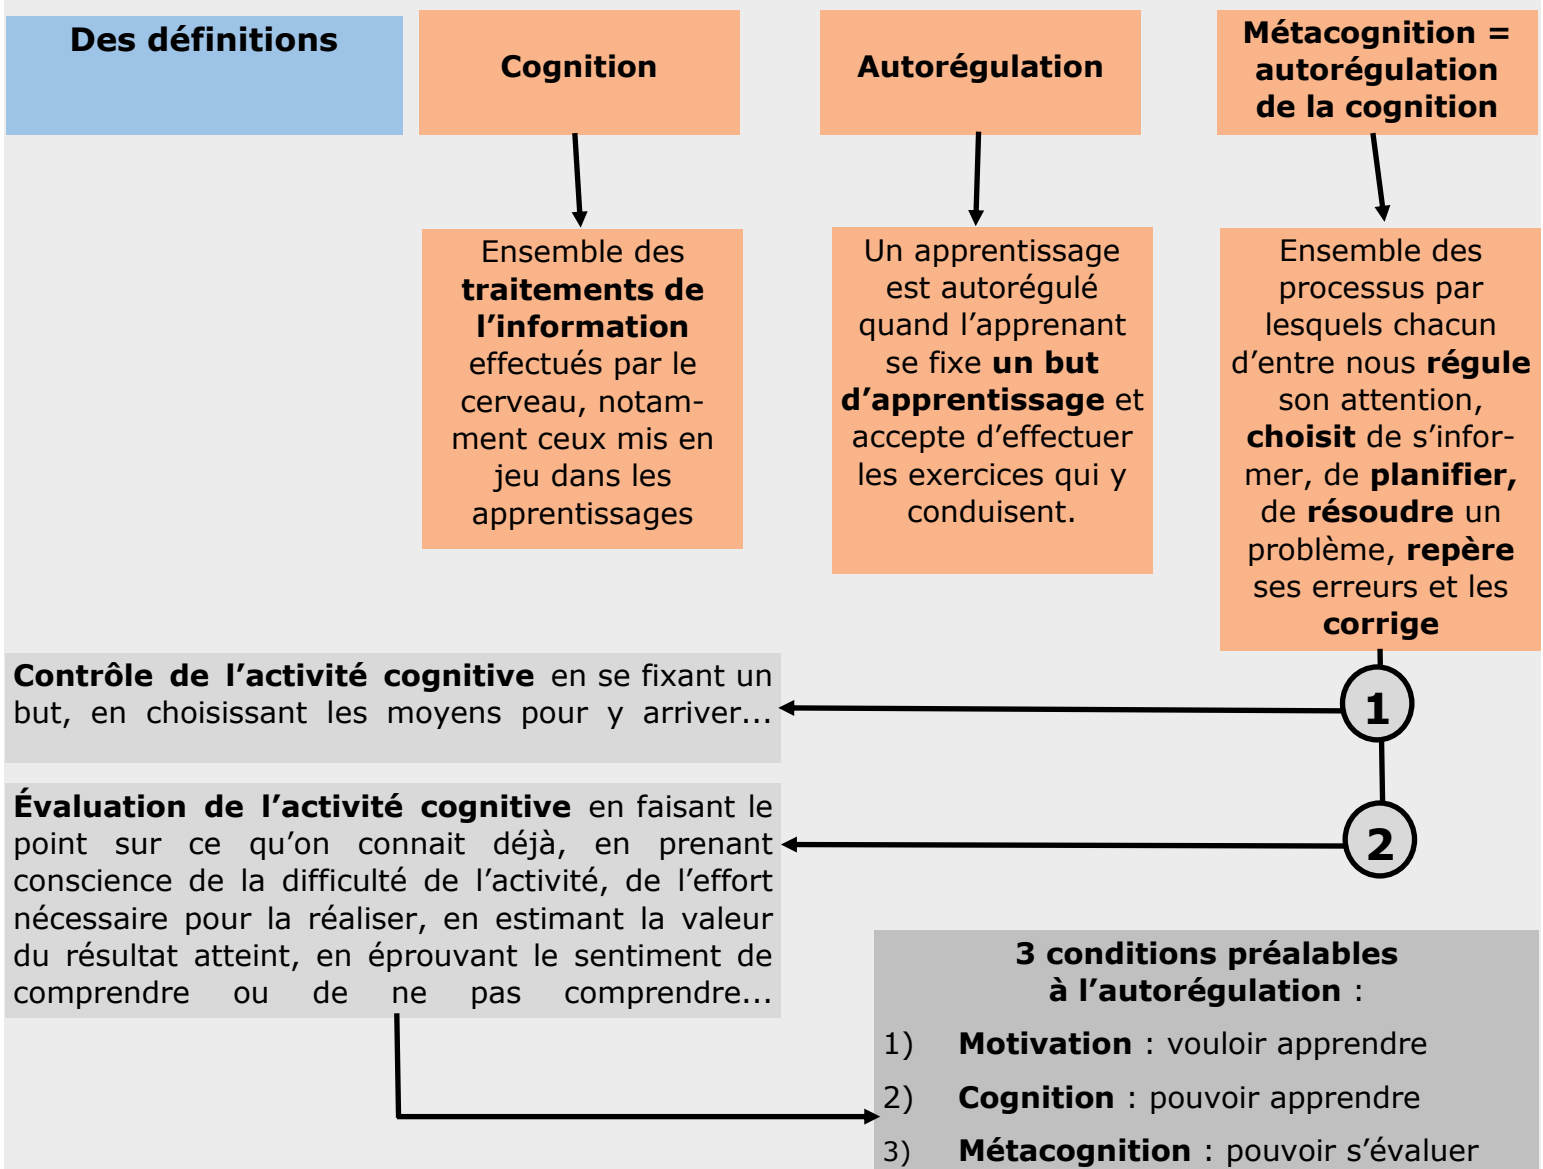 Des définitions
Cognition
Autorégulation
Métacognition =
autorégulation
de la cognition
Ensemble des
traitements de
l’information
effectués par le
cerveau, notam-
ment ceux mis en
jeu dans les
apprentissages
Un apprentissage
est autorégulé
quand l’apprenant
se fixe un but
d’apprentissage et
accepte d’effectuer
les exercices qui y
conduisent.
Ensemble des
processus par
lesquels chacun
d’entre nous régule
son attention,
choisit de s’infor-
mer, de planifier,
de résoudre un
problème, repère
ses erreurs et les
corrige
Contrôle de l’activité cognitive en se fixant un
but, en choisissant les moyens pour y arriver...
1
Évaluation de l’activité cognitive en faisant le
point sur ce qu’on connait déjà, en prenant
conscience de la difficulté de l’activité, de l’effort
nécessaire pour la réaliser, en estimant la valeur
du résultat atteint, en éprouvant le sentiment de
comprendre ou de ne pas comprendre...
2
3 conditions préalables
à l’autorégulation :
1) Motivation : vouloir apprendre
2) Cognition : pouvoir apprendre
3) Métacognition : pouvoir s’évaluer